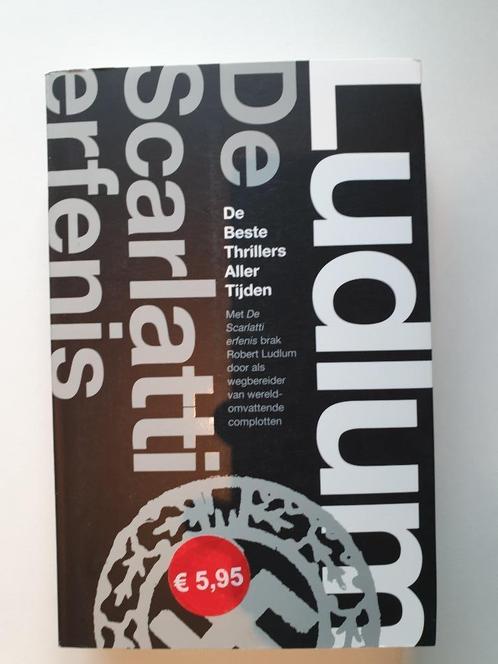 Ludlum
De
Scarlatti
erfenis
De
Beste
Thrillers
Aller
Tijden
Met De
Scarlatti
erfenis brak
Robert Ludlum
door als
wegbereider
van wereld-
omvattende
complotten
€ 5,95